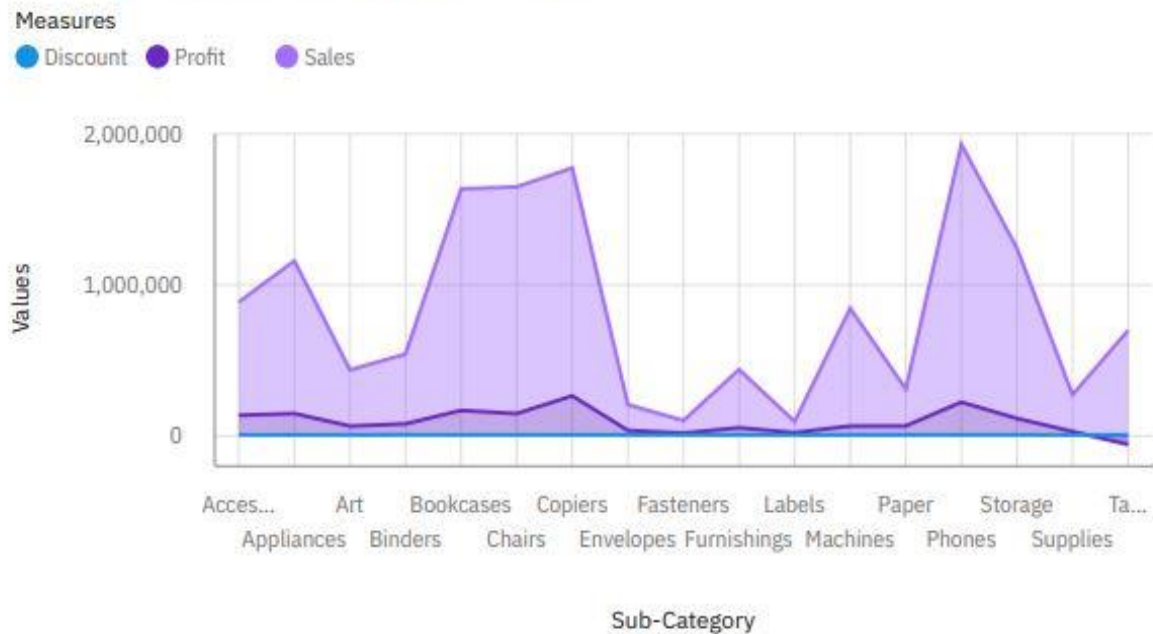 Measures
Discount Profit Sales
2,000,000
1,000,000
0
Values
Acces... Art Bookcases Copiers Fasteners Labels Paper Storage Ta...
Appliances Binders Chairs Envelopes Furnishings Machines Phones Supplies
Sub-Category